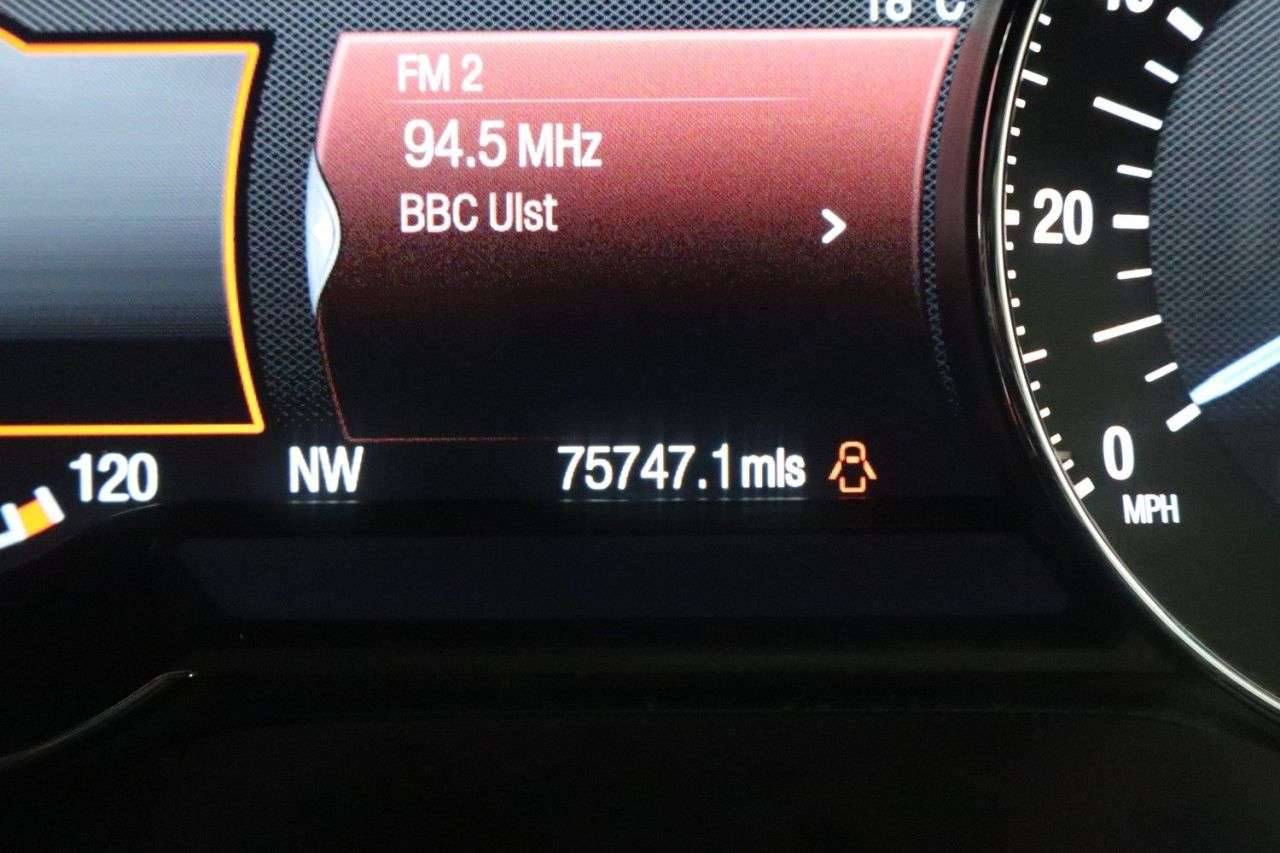 FM 2
94.5 MHz
BBC Ulst
20
120
NW
75747.1 mls
0
MPH